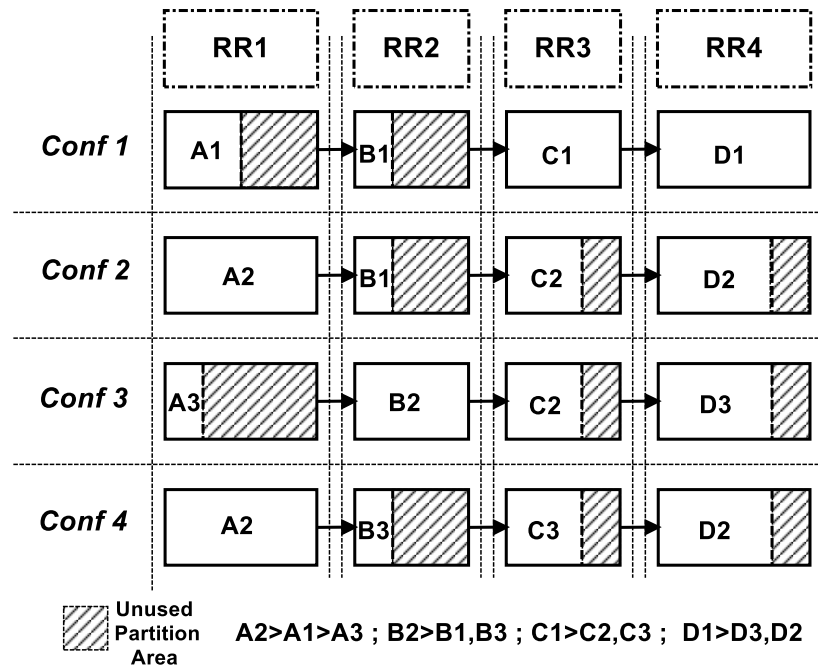 RR1 RR2 RR3 RR4
Conf 1 A1 B1 C1 D1
Conf 2 A2 B1 C2 D2
Conf 3 A3 B2 C2 D3
Conf 4 A2 B3 C3 D2
Unused
Partition
Area
A2>A1>A3 ; B2>B1,B3 ; C1>C2,C3 ; D1>D3,D2